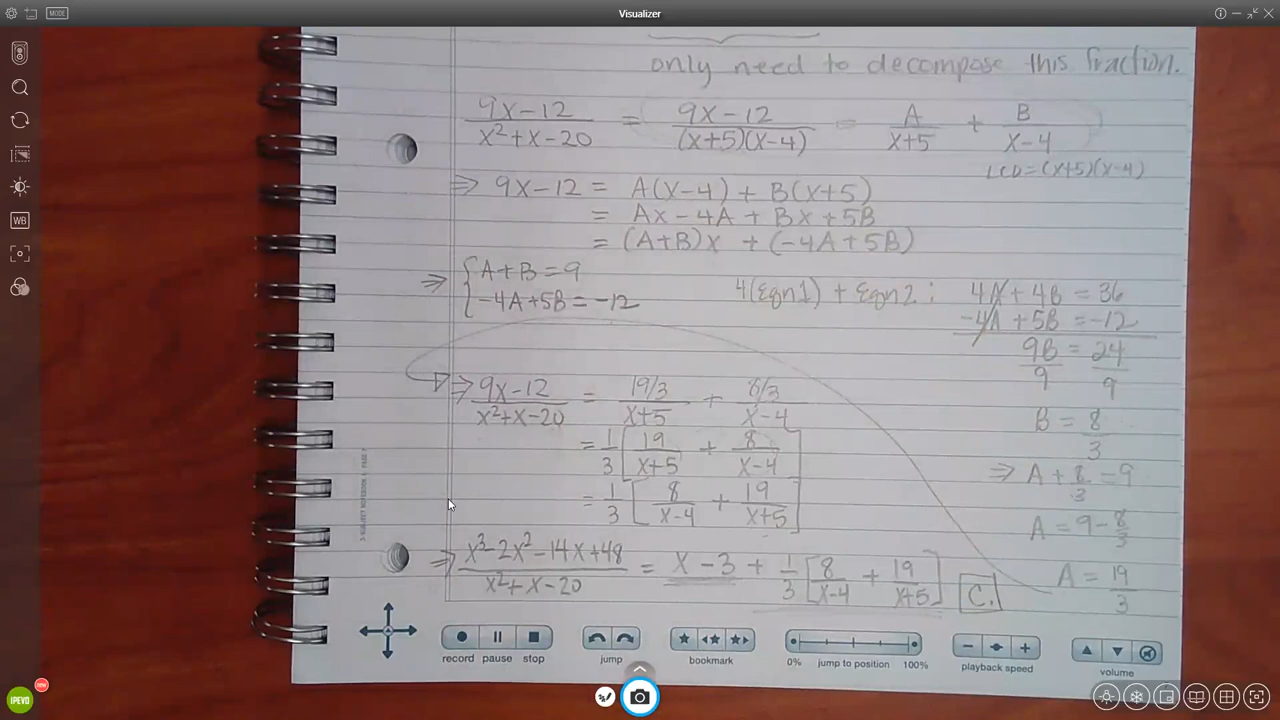 MODE
Visualizer
only need to decompose this fraction.
9x-12 / x²+x-20 = 9x-12 / (x+5)(x-4) = A / x+5 + B / x-4
LCD=(x+5)(x-4)
⇒ 9x-12 = A(x-4) + B(x+5)
= Ax-4A + Bx+5B
= (A+B)x + (-4A+5B)
⇒ { A+B=9
-4A+5B=-12
4(Eqn1) + Eqn2 : 4A+4B=36
-4A+5B=-12
9B / 9 = 24 / 9
B = 8 / 3
⇒ A + 8/3 = 9
A = 9 - 8/3
A = 19 / 3
⇒ 9x-12 / x²+x-20 = 19/3 / x+5 + 8/3 / x-4
= 1/3 [ 19 / x+5 + 8 / x-4 ]
= 1/3 [ 8 / x-4 + 19 / x+5 ]
⇒ x³-2x²-14x+48 / x²+x-20 = x-3 + 1/3 [ 8 / x-4 + 19 / x+5 ] C.
record pause stop
jump
bookmark
0% jump to position 100%
playback speed
volume
WB
IPEVO